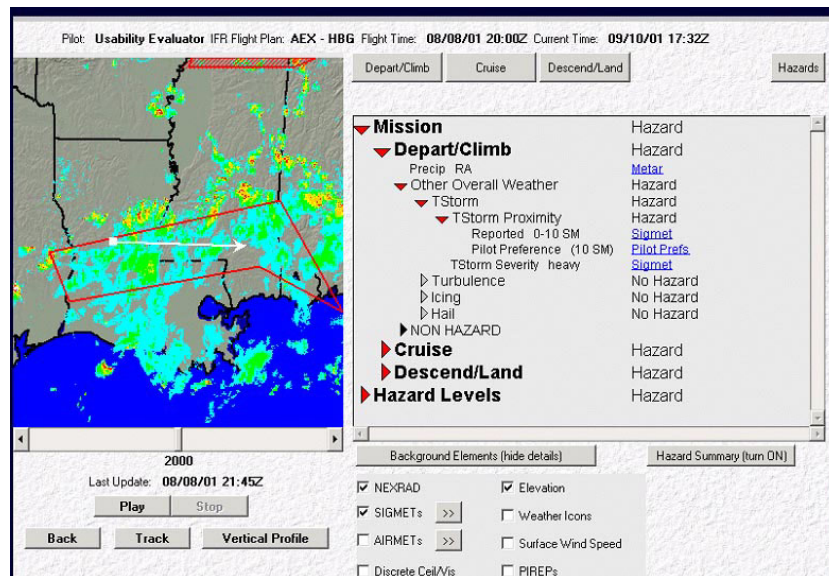 Pilot: Usability Evaluator IFR Flight Plan: AEX - HBG Flight Time: 08/08/01 20:00Z Current Time: 09/10/01 17:32Z
Depart/Climb Cruise Descend/Land Hazards
Mission Hazard
Depart/Climb Hazard
Precip RA Metar
Other Overall Weather Hazard
TStorm Hazard
TStorm Proximity Hazard
Reported 0-10 SM Sigmet
Pilot Preference (10 SM) Pilot Prefs
TStorm Severity heavy Sigmet
Turbulence No Hazard
Icing No Hazard
Hail No Hazard
NON HAZARD
Cruise Hazard
Descend/Land Hazard
Hazard Levels Hazard
2000
Last Update: 08/08/01 21:45Z
Play Stop
Back Track Vertical Profile
Background Elements (hide details) Hazard Summary (turn ON)
NEXRAD Elevation
SIGMETs >> Weather Icons
AIRMETs >> Surface Wind Speed
Discrete Ceil/Vis PIREPs